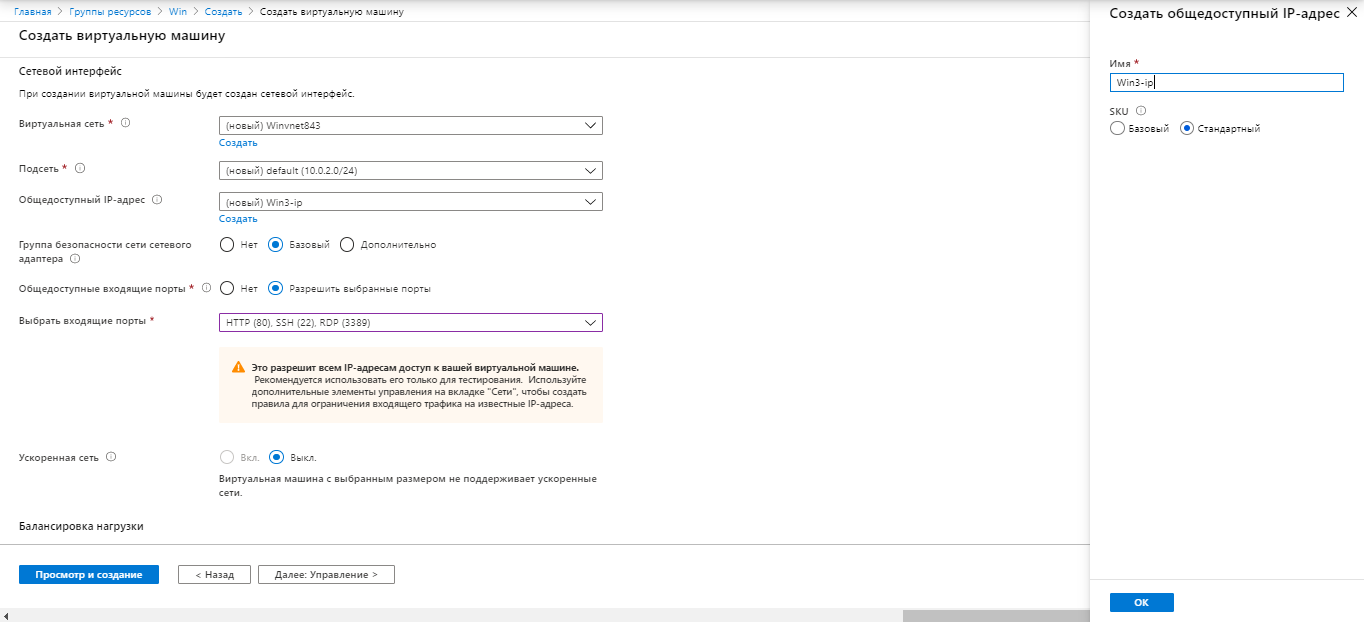 Главная > Группы ресурсов > Win > Создать > Создать виртуальную машину
Создать виртуальную машину
Сетевой интерфейс
При создании виртуальной машины будет создан сетевой интерфейс.
Виртуальная сеть *
(новый) Winvnet843
Создать
Подсеть *
(новый) default (10.0.2.0/24)
Общедоступный IP-адрес
(новый) Win3-ip
Создать
Группа безопасности сети сетевого
адаптера
Нет Базовый Дополнительно
Общедоступные входящие порты *
Нет Разрешить выбранные порты
Выбрать входящие порты *
HTTP (80), SSH (22), RDP (3389)
Это разрешит всем IP-адресам доступ к вашей виртуальной машине.
Рекомендуется использовать его только для тестирования. Используйте
дополнительные элементы управления на вкладке "Сети", чтобы создать
правила для ограничения входящего трафика на известные IP-адреса.
Ускоренная сеть
Вкл. Выкл.
Виртуальная машина с выбранным размером не поддерживает ускоренные
сети.
Балансировка нагрузки
Просмотр и создание
< Назад
Далее: Управление >
Создать общедоступный IP-адрес
Имя *
Win3-ip
SKU
Базовый Стандартный
ОК